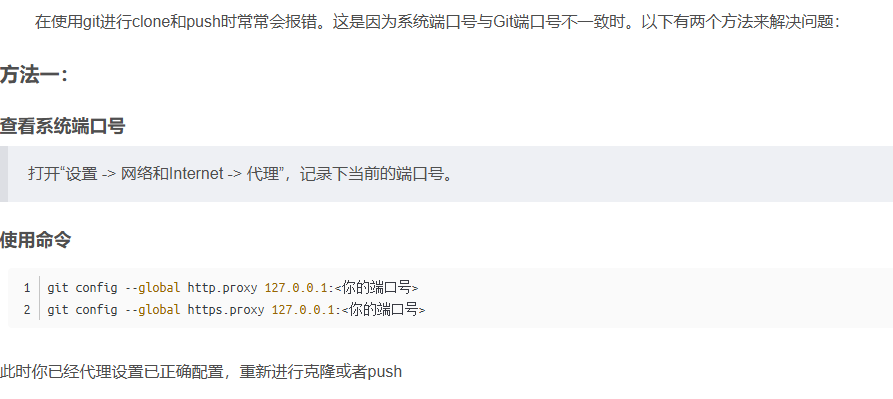 在使用git进行clone和push时常常会报错。这是因为系统端口号与Git端口号不一致时。以下有两个方法来解决问题：
方法一：
查看系统端口号
打开“设置 -> 网络和Internet -> 代理”，记录下当前的端口号。
使用命令
1 git config --global http.proxy 127.0.0.1:<你的端口号>
2 git config --global https.proxy 127.0.0.1:<你的端口号>
此时你已经代理设置已正确配置，重新进行克隆或者push